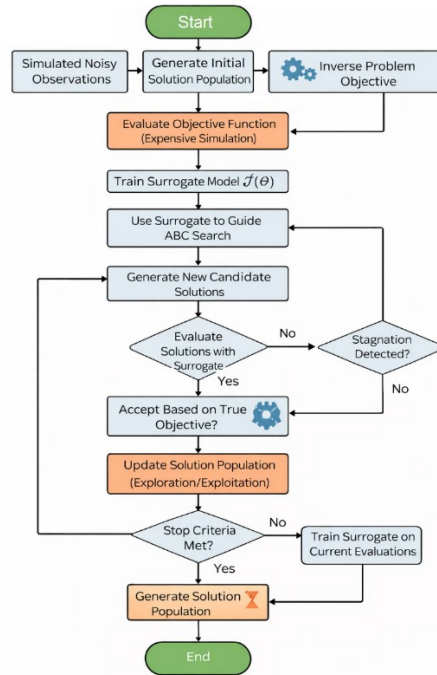 Start
Simulated Noisy
Observations
Generate Initial
Solution Population
Inverse Problem
Objective
Evaluate Objective Function
(Expensive Simulation)
Train Surrogate Model 𝒥(θ)
Use Surrogate to Guide
ABC Search
Generate New Candidate
Solutions
Evaluate
Solutions with
Surrogate
No
Stagnation
Detected?
Yes
No
Accept Based on True
Objective?
Update Solution Population
(Exploration/Exploitation)
Stop Criteria
Met?
No
Train Surrogate on
Current Evaluations
Yes
Generate Solution
Population
End